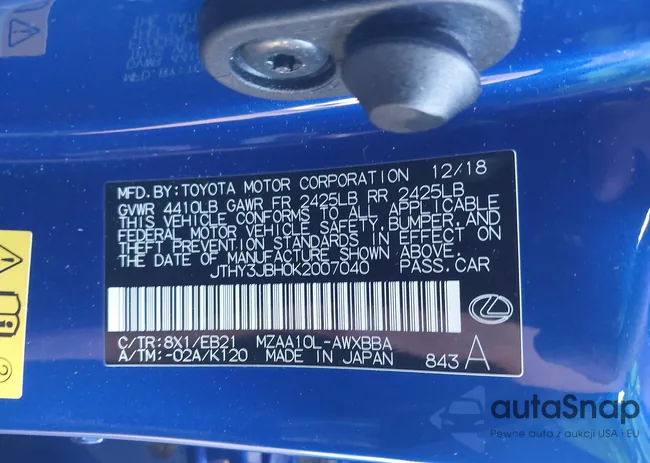 MFD.BY:TOYOTA MOTOR CORPORATION 12/18
GVWR 4410LB GAWR FR 2425LB RR 2425LB
THIS VEHICLE CONFORMS TO ALL APPLICABLE
FEDERAL MOTOR VEHICLE SAFETY,BUMPER,AND
THEFT PREVENTION STANDARDS IN EFFECT ON
THE DATE OF MANUFACTURE SHOWN ABOVE.
JTHY3JBH0K2007040 PASS.CAR
C/TR:8X1/EB21 MZAA10L-AWXBBA
A/TM:-02A/K120 MADE IN JAPAN 843 A
2
autoSnap
Pewne auta z aukcji USA i EU